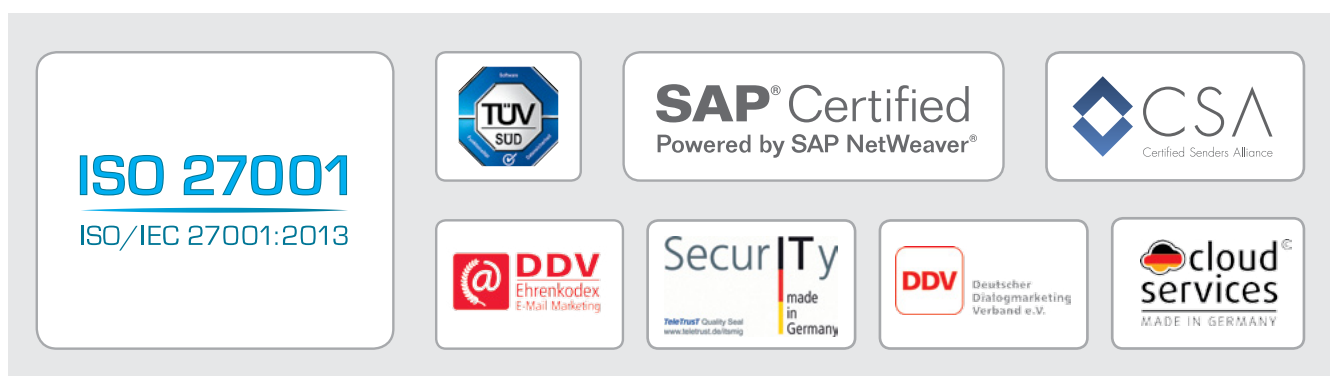 ISO 27001
ISO/IEC 27001:2013
Software
TÜV
SÜD
SAP® Certified
Powered by SAP NetWeaver®
CSA
Certified Senders Alliance
@ DDV
Ehrenkodex
E-Mail Marketing
SecurITy
made
in
Germany
TeleTrusT Quality Seal
www.teletrust.de/itsmig
DDV
Deutscher
Dialogmarketing
Verband e.V.
cloud
services
MADE IN GERMANY